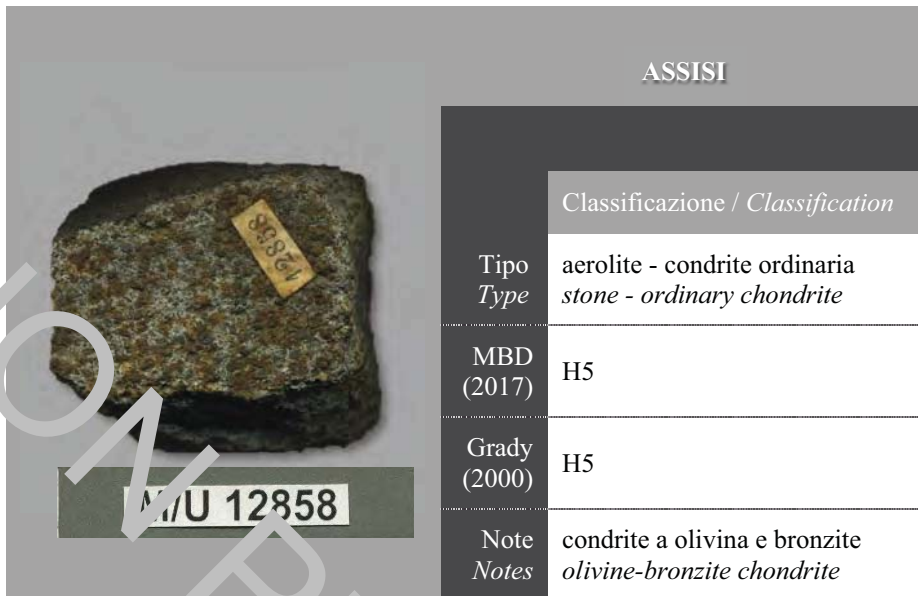 ASSISI
Classificazione / Classification
Tipo
Type
aerolite - condrite ordinaria
stone - ordinary chondrite
MBD
(2017)
H5
Grady
(2000)
H5
Note
Notes
condrite a olivina e bronzite
olivine-bronzite chondrite
12858
M/U 12858